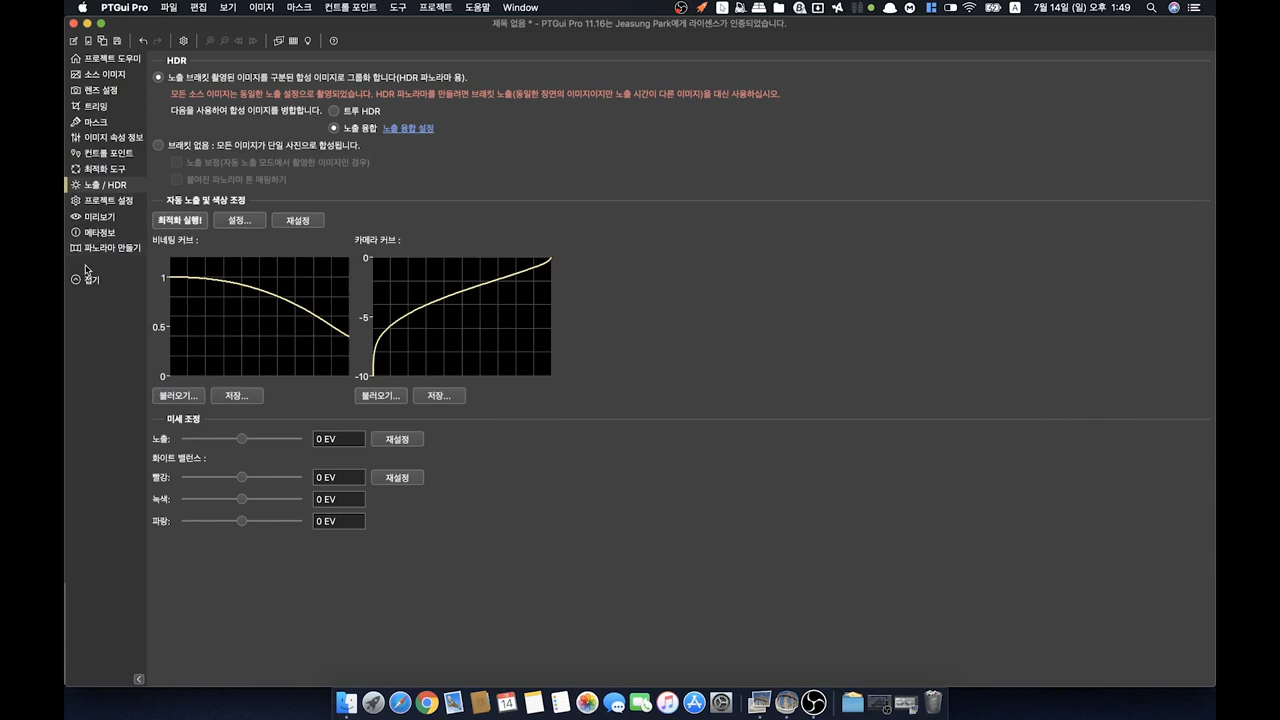 PTGui Pro 파일 편집 보기 이미지 마스크 컨트롤 포인트 도구 프로젝트 도움말 Window A 7월 14일 (일) 오후 1:49
제목 없음 * - PTGui Pro 11.16는 Jeasung Park에게 라이센스가 인증되었습니다.
프로젝트 도우미
소스 이미지
렌즈 설정
트리밍
마스크
이미지 속성 정보
컨트롤 포인트
최적화 도구
노출 / HDR
프로젝트 설정
미리보기
메타정보
파노라마 만들기
접기
HDR
노출 브래킷 촬영된 이미지를 구분된 합성 이미지로 그룹화 합니다(HDR 파노라마 용).
모든 소스 이미지는 동일한 노출 설정으로 촬영되었습니다. HDR 파노라마를 만들려면 브래킷 노출(동일한 장면의 이미지이지만 노출 시간이 다른 이미지)을 대신 사용하십시오.
다음을 사용하여 합성 이미지를 병합합니다. 트루 HDR
노출 융합 노출 융합 설정
브래킷 없음 : 모든 이미지가 단일 사진으로 합성됩니다.
노출 보정(자동 노출 모드에서 촬영한 이미지인 경우)
붙여진 파노라마 톤 매핑하기
자동 노출 및 색상 조정
최적화 실행! 설정... 재설정
비네팅 커브 : 카메라 커브 :
1
0.5
0
0
-5
-10
불러오기... 저장... 불러오기... 저장...
미세 조정
노출: 0 EV 재설정
화이트 밸런스 :
빨강: 0 EV 재설정
녹색: 0 EV
파랑: 0 EV
14